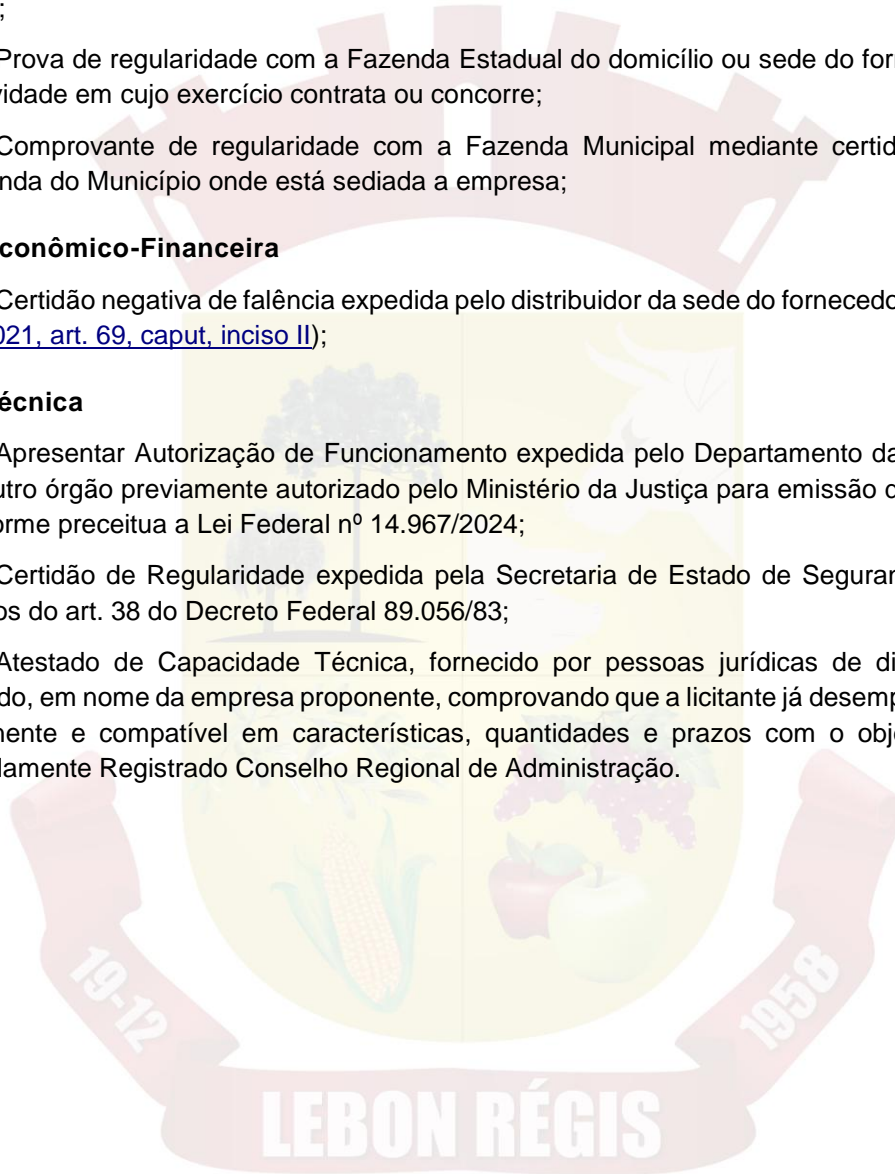 ;
Prova de regularidade com a Fazenda Estadual do domicílio ou sede do for
vidade em cujo exercício contrata ou concorre;
Comprovante de regularidade com a Fazenda Municipal mediante certid
nda do Município onde está sediada a empresa;
conômico-Financeira
Certidão negativa de falência expedida pelo distribuidor da sede do fornecedo
021, art. 69, caput, inciso II);
écnica
Apresentar Autorização de Funcionamento expedida pelo Departamento da
utro órgão previamente autorizado pelo Ministério da Justiça para emissão d
orme preceitua a Lei Federal nº 14.967/2024;
Certidão de Regularidade expedida pela Secretaria de Estado de Seguran
os do art. 38 do Decreto Federal 89.056/83;
Atestado de Capacidade Técnica, fornecido por pessoas jurídicas de di
do, em nome da empresa proponente, comprovando que a licitante já desemp
nente e compatível em características, quantidades e prazos com o obj
damente Registrado Conselho Regional de Administração.
19-12
1958
LEBON RÉGIS